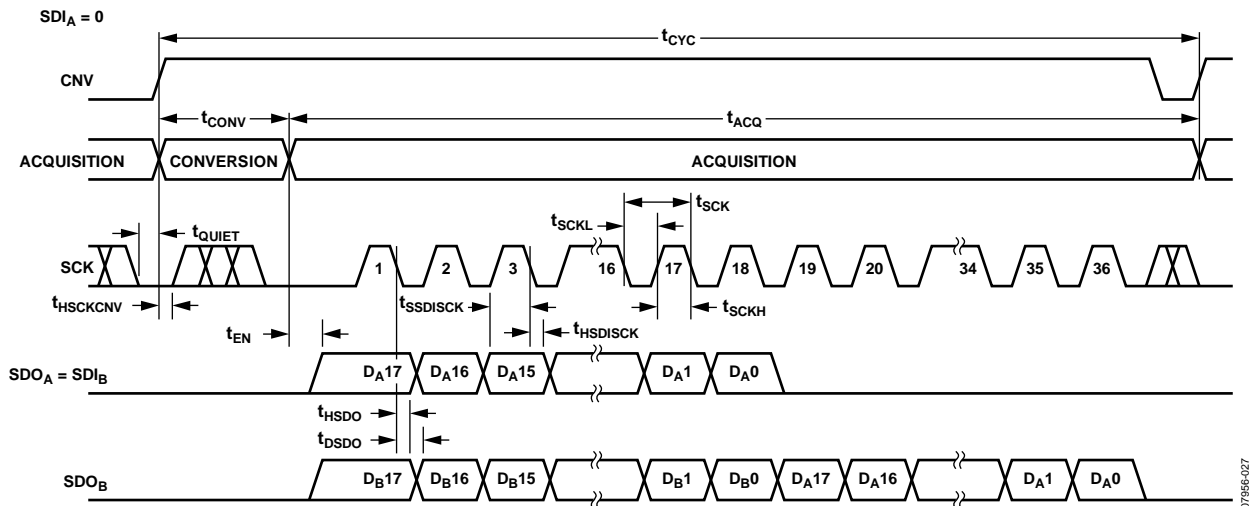 SDIA = 0
tCYC
CNV
tCONV
tACQ
ACQUISITION
CONVERSION
ACQUISITION
tSCK
tSCKL
tQUIET
SCK
1
2
3
16
17
18
19
20
34
35
36
tHSCKCNV
tSSDISCK
tSCKH
tEN
tHSDISCK
SDOA = SDIB
DA17
DA16
DA15
DA1
DA0
tHSDO
tDSDO
SDOB
DB17
DB16
DB15
DB1
DB0
DA17
DA16
DA1
DA0
07956-027